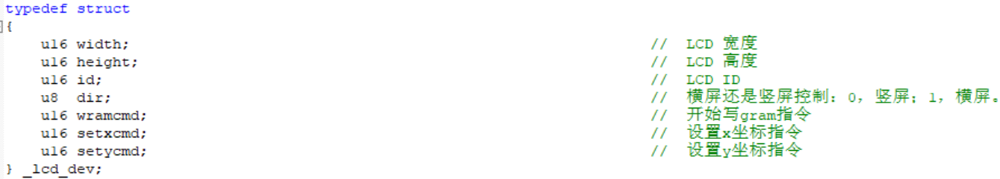 typedef struct
{
    u16 width;    //  LCD 宽度
    u16 height;    //  LCD 高度
    u16 id;    //  LCD ID
    u8  dir;    //  横屏还是竖屏控制：0，竖屏；1，横屏。
    u16 wramcmd;    //  开始写gram指令
    u16 setxcmd;    //  设置x坐标指令
    u16 setycmd;    //  设置y坐标指令
} _lcd_dev;